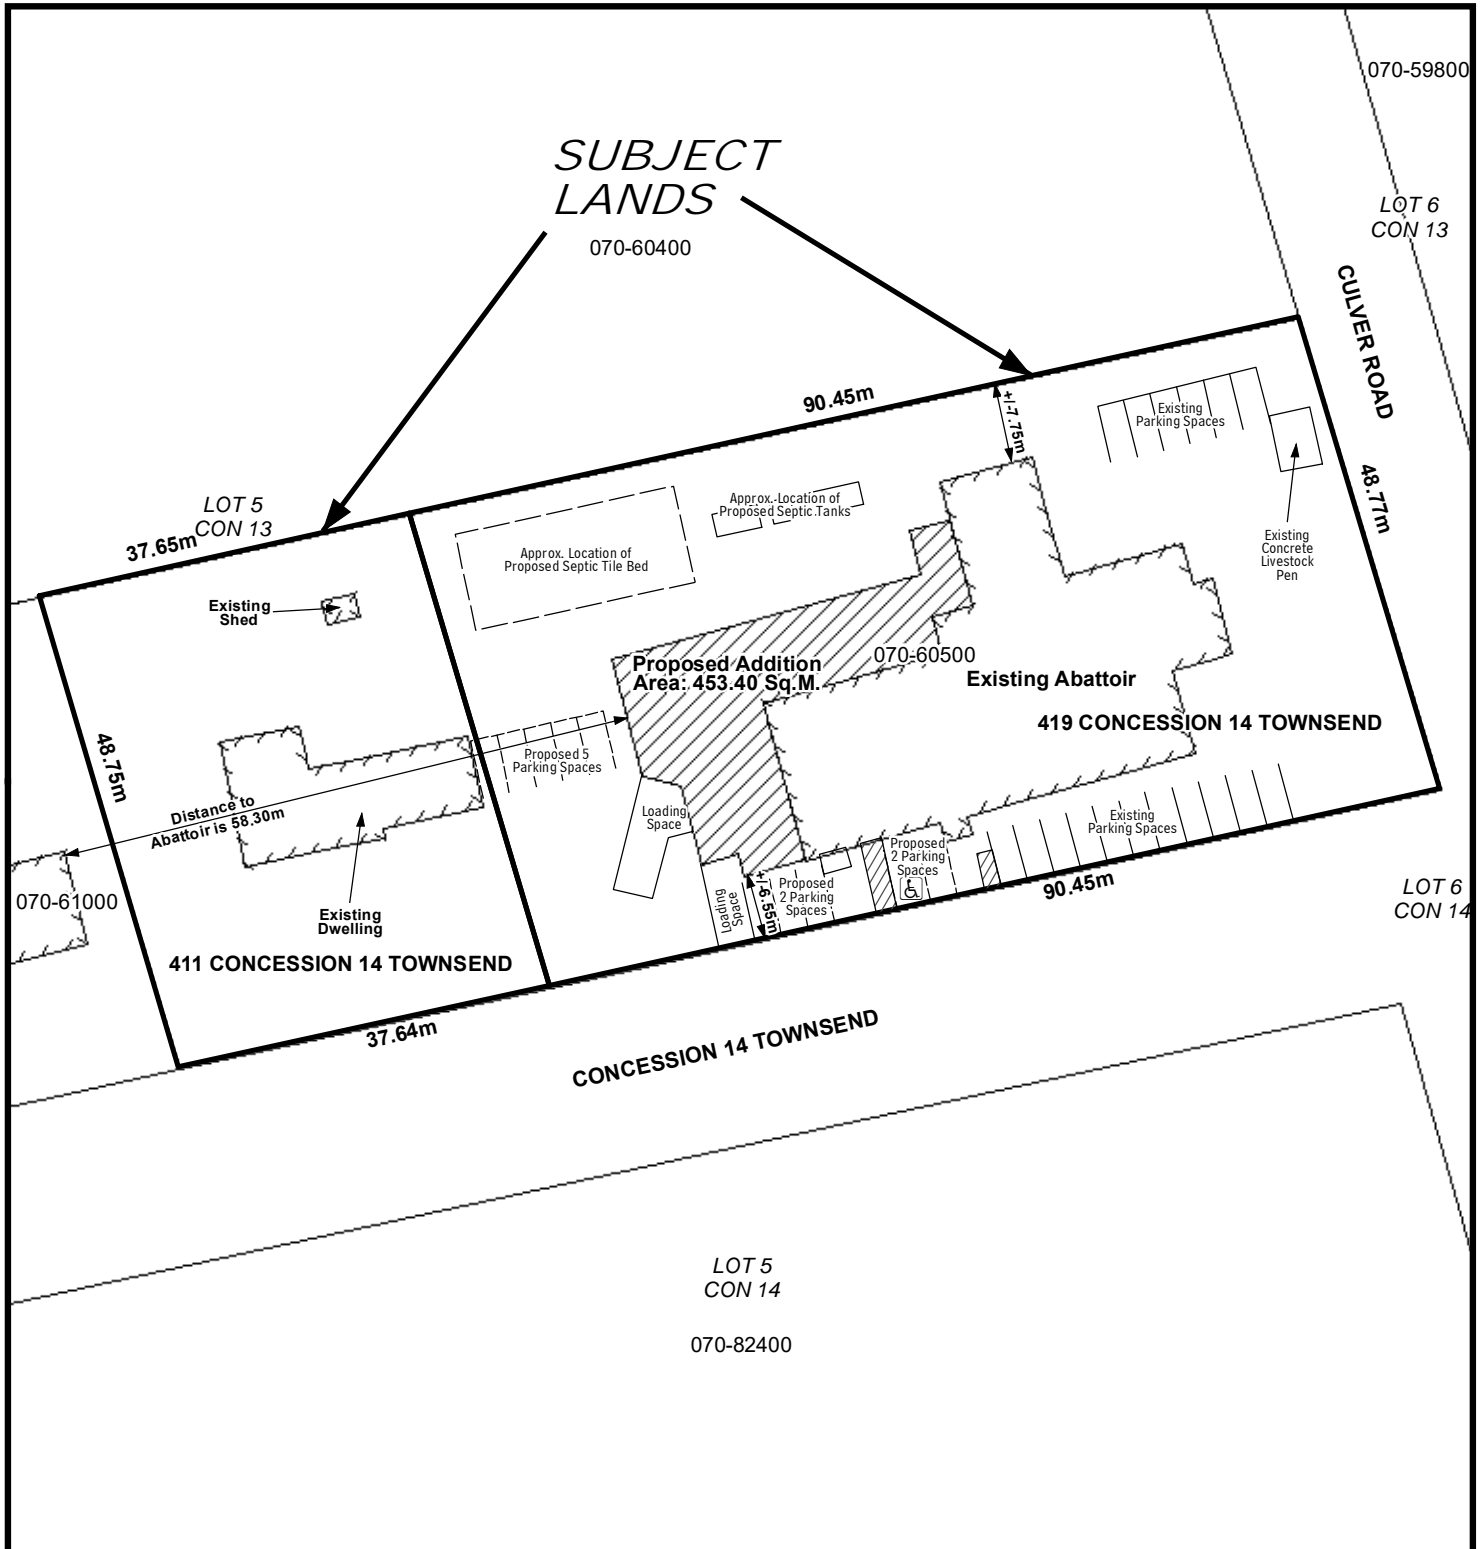 070-59800
SUBJECT
LANDS
070-60400
LOT 6
CON 13
CULVER ROAD
90.45m
+/-7.75m
Existing
Parking Spaces
48.77m
LOT 5
CON 13
37.65m
Approx. Location of
Proposed Septic Tanks
Approx. Location of
Proposed Septic Tile Bed
Existing
Concrete
Livestock
Pen
Existing
Shed
Proposed Addition
Area: 453.40 Sq.M.
070-60500
Existing Abattoir
419 CONCESSION 14 TOWNSEND
48.75m
Proposed 5
Parking Spaces
Distance to
Abattoir is 58.30m
Loading
Space
Existing
Parking Spaces
Proposed
2 Parking
Spaces
Proposed
2 Parking
Spaces
Loading
Space
+/-6.55m
90.45m
070-61000
Existing
Dwelling
411 CONCESSION 14 TOWNSEND
LOT 6
CON 14
37.64m
CONCESSION 14 TOWNSEND
LOT 5
CON 14
070-82400